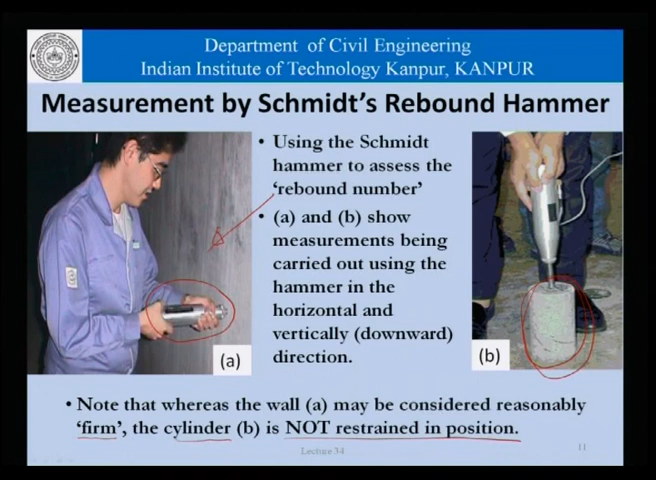 Department of Civil Engineering
Indian Institute of Technology Kanpur, KANPUR
Measurement by Schmidt's Rebound Hammer
• Using the Schmidt
hammer to assess the
'rebound number'
• (a) and (b) show
measurements being
carried out using the
hammer in the
horizontal and
vertically (downward)
direction.
(a)
(b)
• Note that whereas the wall (a) may be considered reasonably
'firm', the cylinder (b) is NOT restrained in position.
Lecture 34
11